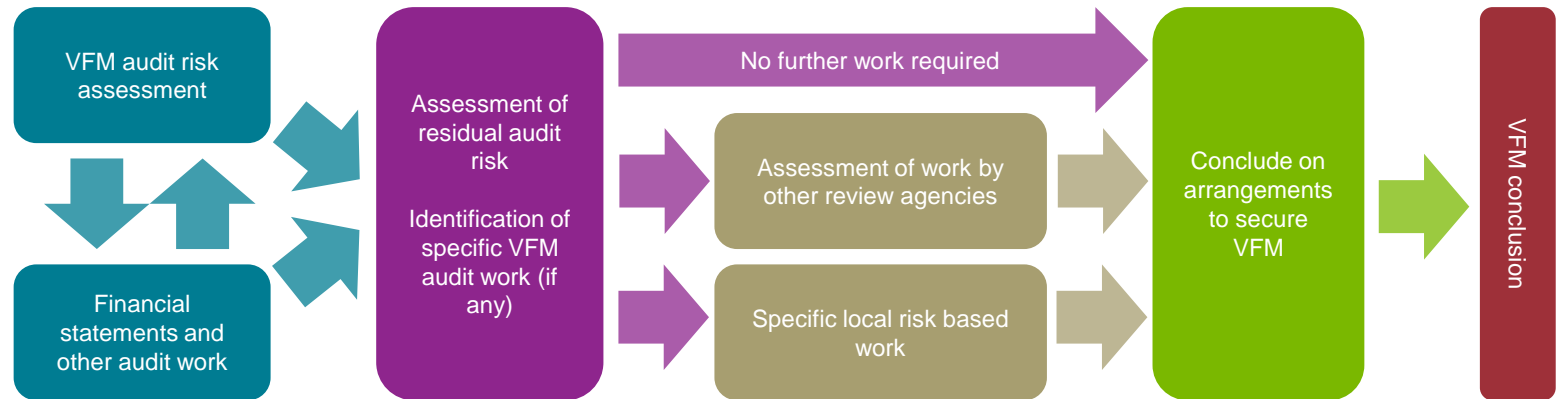 VFM audit risk
assessment
Financial
statements and
other audit work
Assessment of
residual audit
risk
Identification of
specific VFM
audit work (if
any)
No further work required
Assessment of work by
other review agencies
Specific local risk based
work
Conclude on
arrangements
to secure
VFM
VFM conclusion